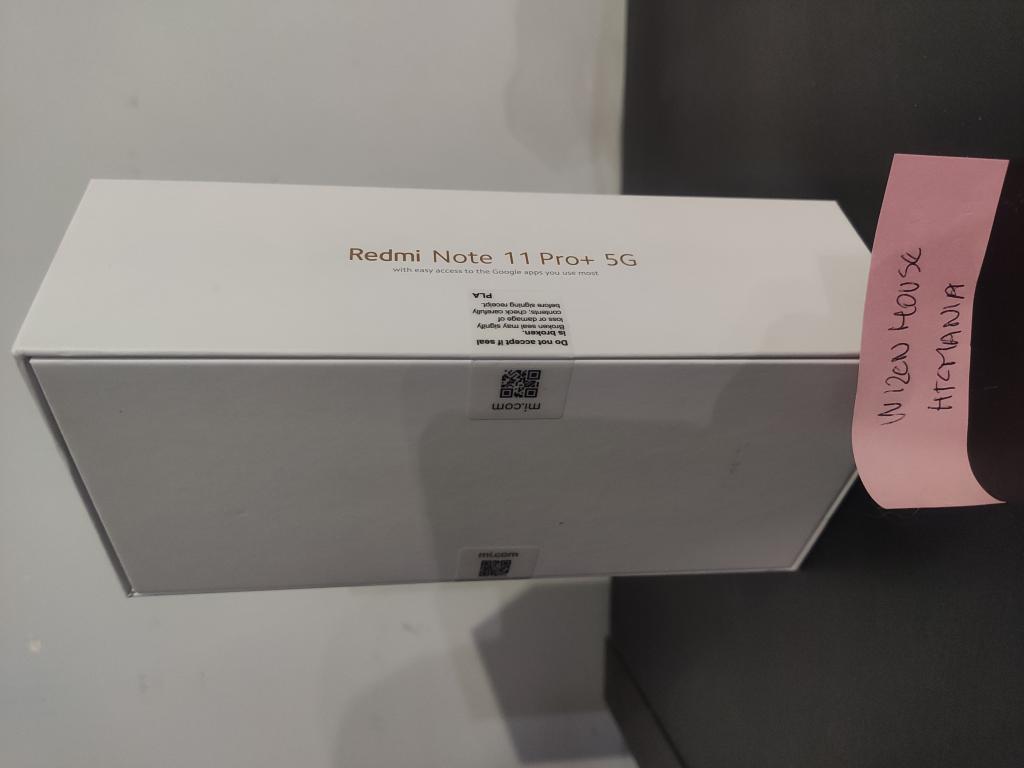 Redmi Note 11 Pro+ 5G
with easy access to the Google apps you use most
Do not accept if seal
is broken.
Broken seal may signify
loss or damage of
contents; check carefully
before signing receipt.
PLA
mi.com
mi.com
WIZEN HOUSE
HTCMANIA